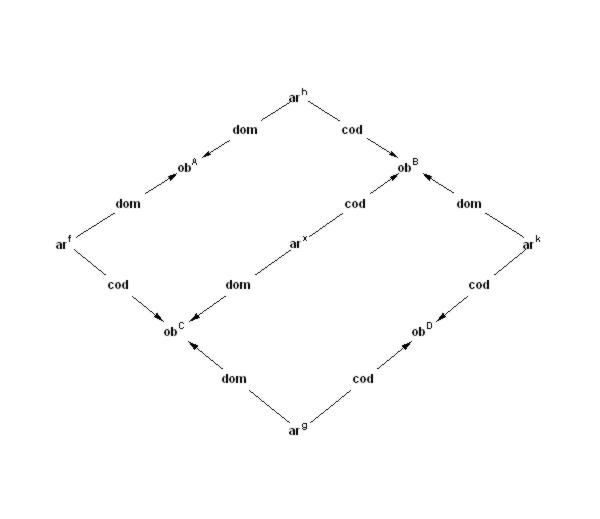 ar^h
dom cod
ob^A ob^B
dom cod dom
ar^f ar^x ar^k
cod dom cod
ob^C ob^D
dom cod
ar^g